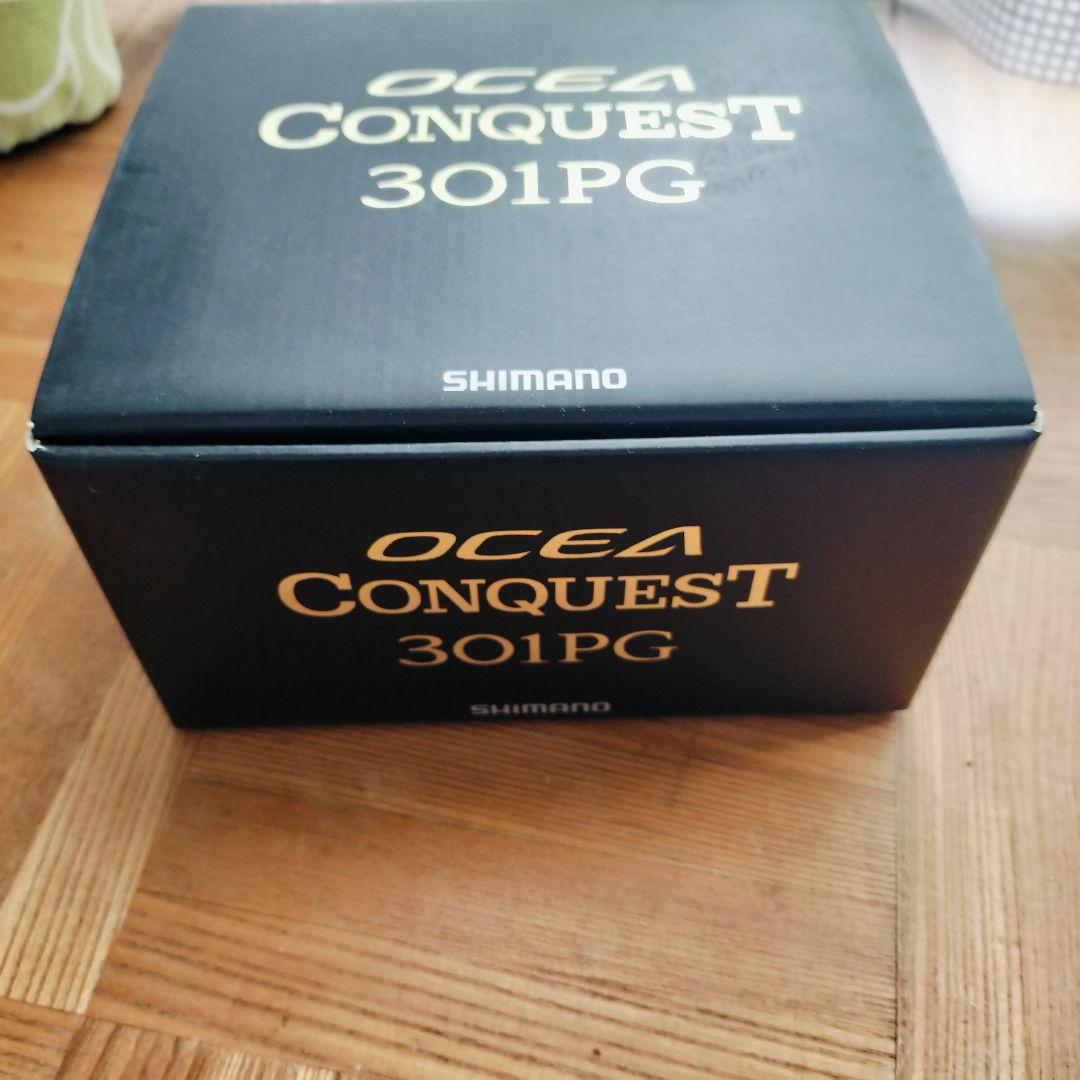 OCEA
CONQUEST
301PG
SHIMANO
OCEA
CONQUEST
301PG
SHIMANO